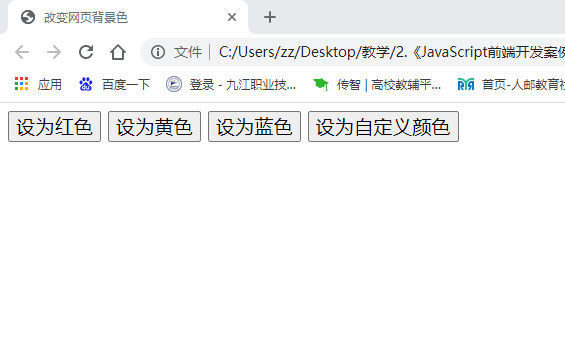 改变网页背景色
文件 C:/Users/zz/Desktop/教学/2.《JavaScript前端开发案例
应用 百度一下 登录 - 九江职业技... 传智 | 高校教辅平... 首页-人邮教育社
设为红色 设为黄色 设为蓝色 设为自定义颜色